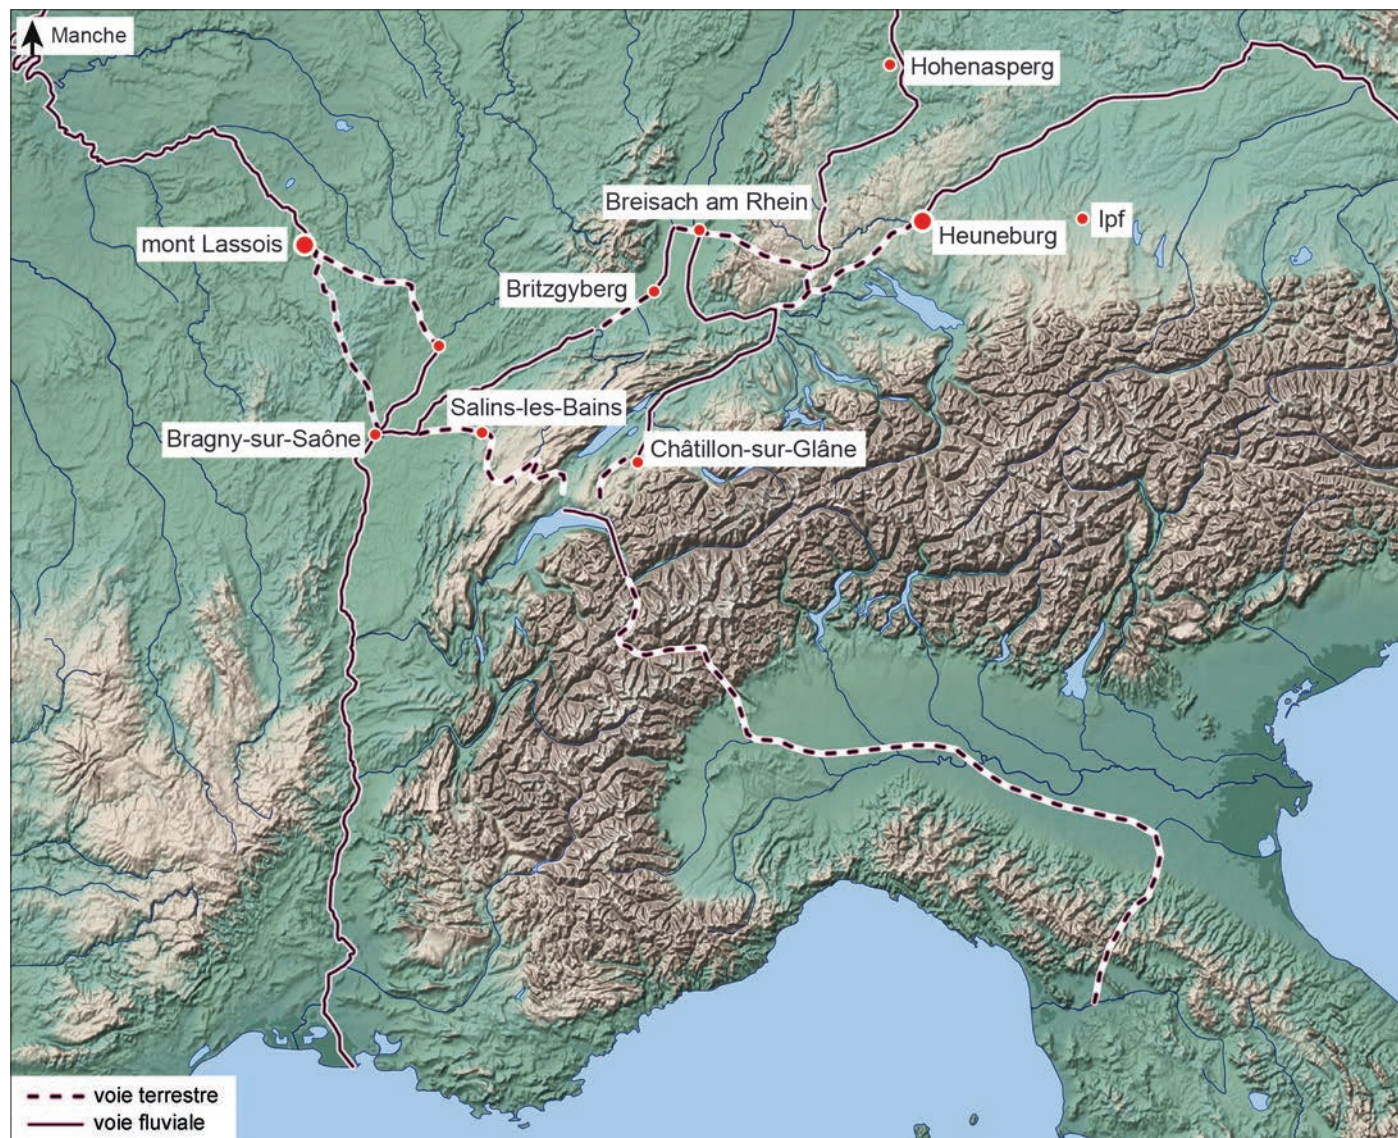 Manche
Hohenasperg
Breisach am Rhein
Ipf
mont Lassois
Heuneburg
Britzgyberg
Salins-les-Bains
Bragny-sur-Saône
Châtillon-sur-Glâne
voie terrestre
voie fluviale